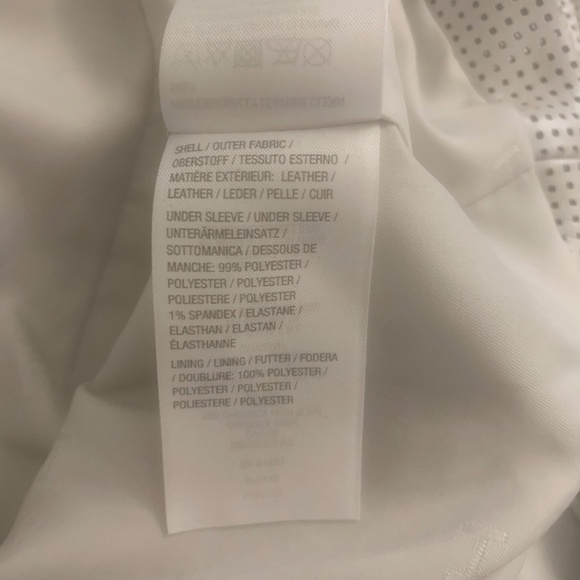 SHELL / OUTER FABRIC /
OBERSTOFF / TESSUTO ESTERNO /
MATIÈRE EXTÉRIEUR: LEATHER /
LEATHER / LEDER / PELLE / CUIR
UNDER SLEEVE / UNDER SLEEVE /
UNTERÄRMELEINSATZ /
SOTTOMANICA / DESSOUS DE
MANCHE: 99% POLYESTER /
POLYESTER / POLYESTER /
POLIESTERE / POLYESTER
1% SPANDEX / ELASTANE /
ELASTHAN / ELASTAN /
ÉLASTHANNE
LINING / LINING / FUTTER / FODERA
/ DOUBLURE: 100% POLYESTER /
POLYESTER / POLYESTER /
POLIESTERE / POLYESTER